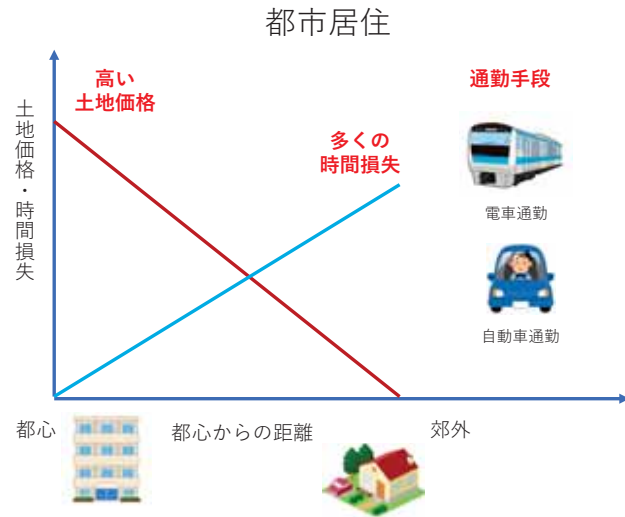 都市居住
高い
土地価格
通勤手段
多くの
時間損失
土地価格・時間損失
電車通勤
自動車通勤
都心
都心からの距離
郊外